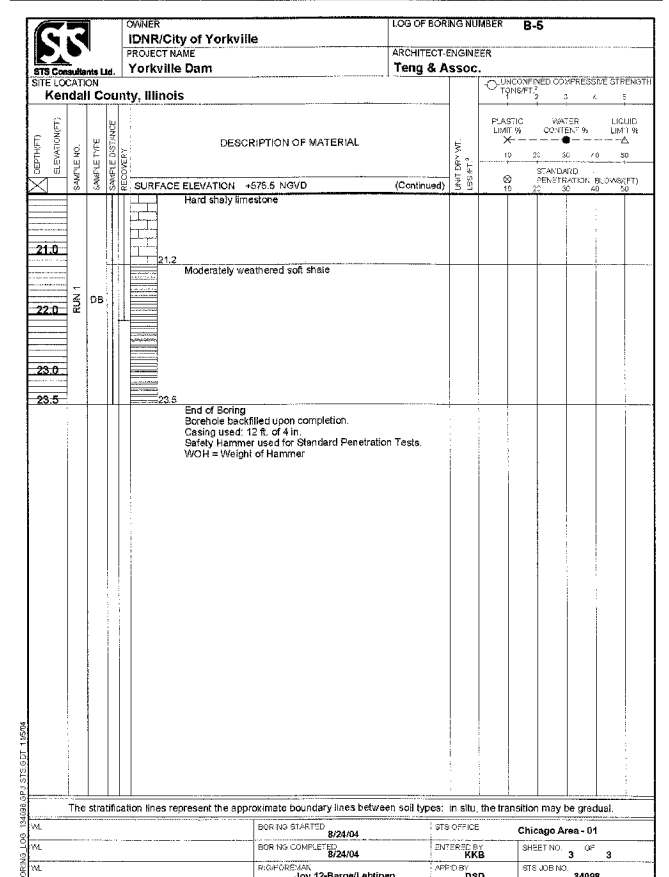 STS
STS Consultants Ltd.
OWNER
IDNR/City of Yorkville
LOG OF BORING NUMBER B-5
PROJECT NAME
Yorkville Dam
ARCHITECT-ENGINEER
Teng & Assoc.
SITE LOCATION
Kendall County, Illinois
UNCONFINED COMPRESSIVE STRENGTH
TONS/FT.²
1 2 3 4 5
DEPTH(FT)
ELEVATION(FT)
SAMPLE NO.
SAMPLE TYPE
SAMPLE DISTANCE
RECOVERY
DESCRIPTION OF MATERIAL
UNIT DRY WT.
LBS./FT.³
PLASTIC WATER LIQUID
LIMIT % CONTENT % LIMIT %
10 20 30 40 50
STANDARD
PENETRATION BLOWS/(FT)
10 20 30 40 50
SURFACE ELEVATION +575.5 NGVD (Continued)
Hard shaly limestone
21.0
21.2
Moderately weathered soft shale
RUN 1
DB
22.0
23.0
23.5
23.5
End of Boring
Borehole backfilled upon completion.
Casing used: 12 ft. of 4 in.
Safety Hammer used for Standard Penetration Tests.
WOH = Weight of Hammer
The stratification lines represent the approximate boundary lines between soil types: in situ, the transition may be gradual.
WL
BORING STARTED
8/24/04
STS OFFICE
Chicago Area - 01
WL
BORING COMPLETED
8/24/04
ENTERED BY
KKB
SHEET NO. OF
3 3
WL
RIG/FOREMAN
Joy 12-Barge/Lehtinen
APP'D BY
DSD
STS JOB NO.
34098